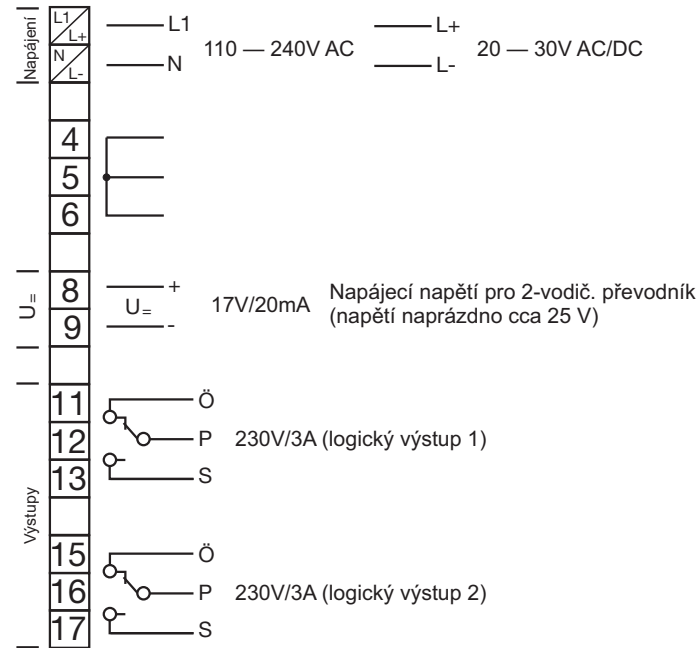 Napájení
L1
L+
L1
110 — 240V AC
L+
20 — 30V AC/DC
N
L-
N
L-
4
5
6
U=
8
+
U=
17V/20mA
Napájecí napětí pro 2-vodič. převodník
(napětí naprázdno cca 25 V)
9
-
Výstupy
11
Ö
12
P
230V/3A (logický výstup 1)
13
S
15
Ö
16
P
230V/3A (logický výstup 2)
17
S